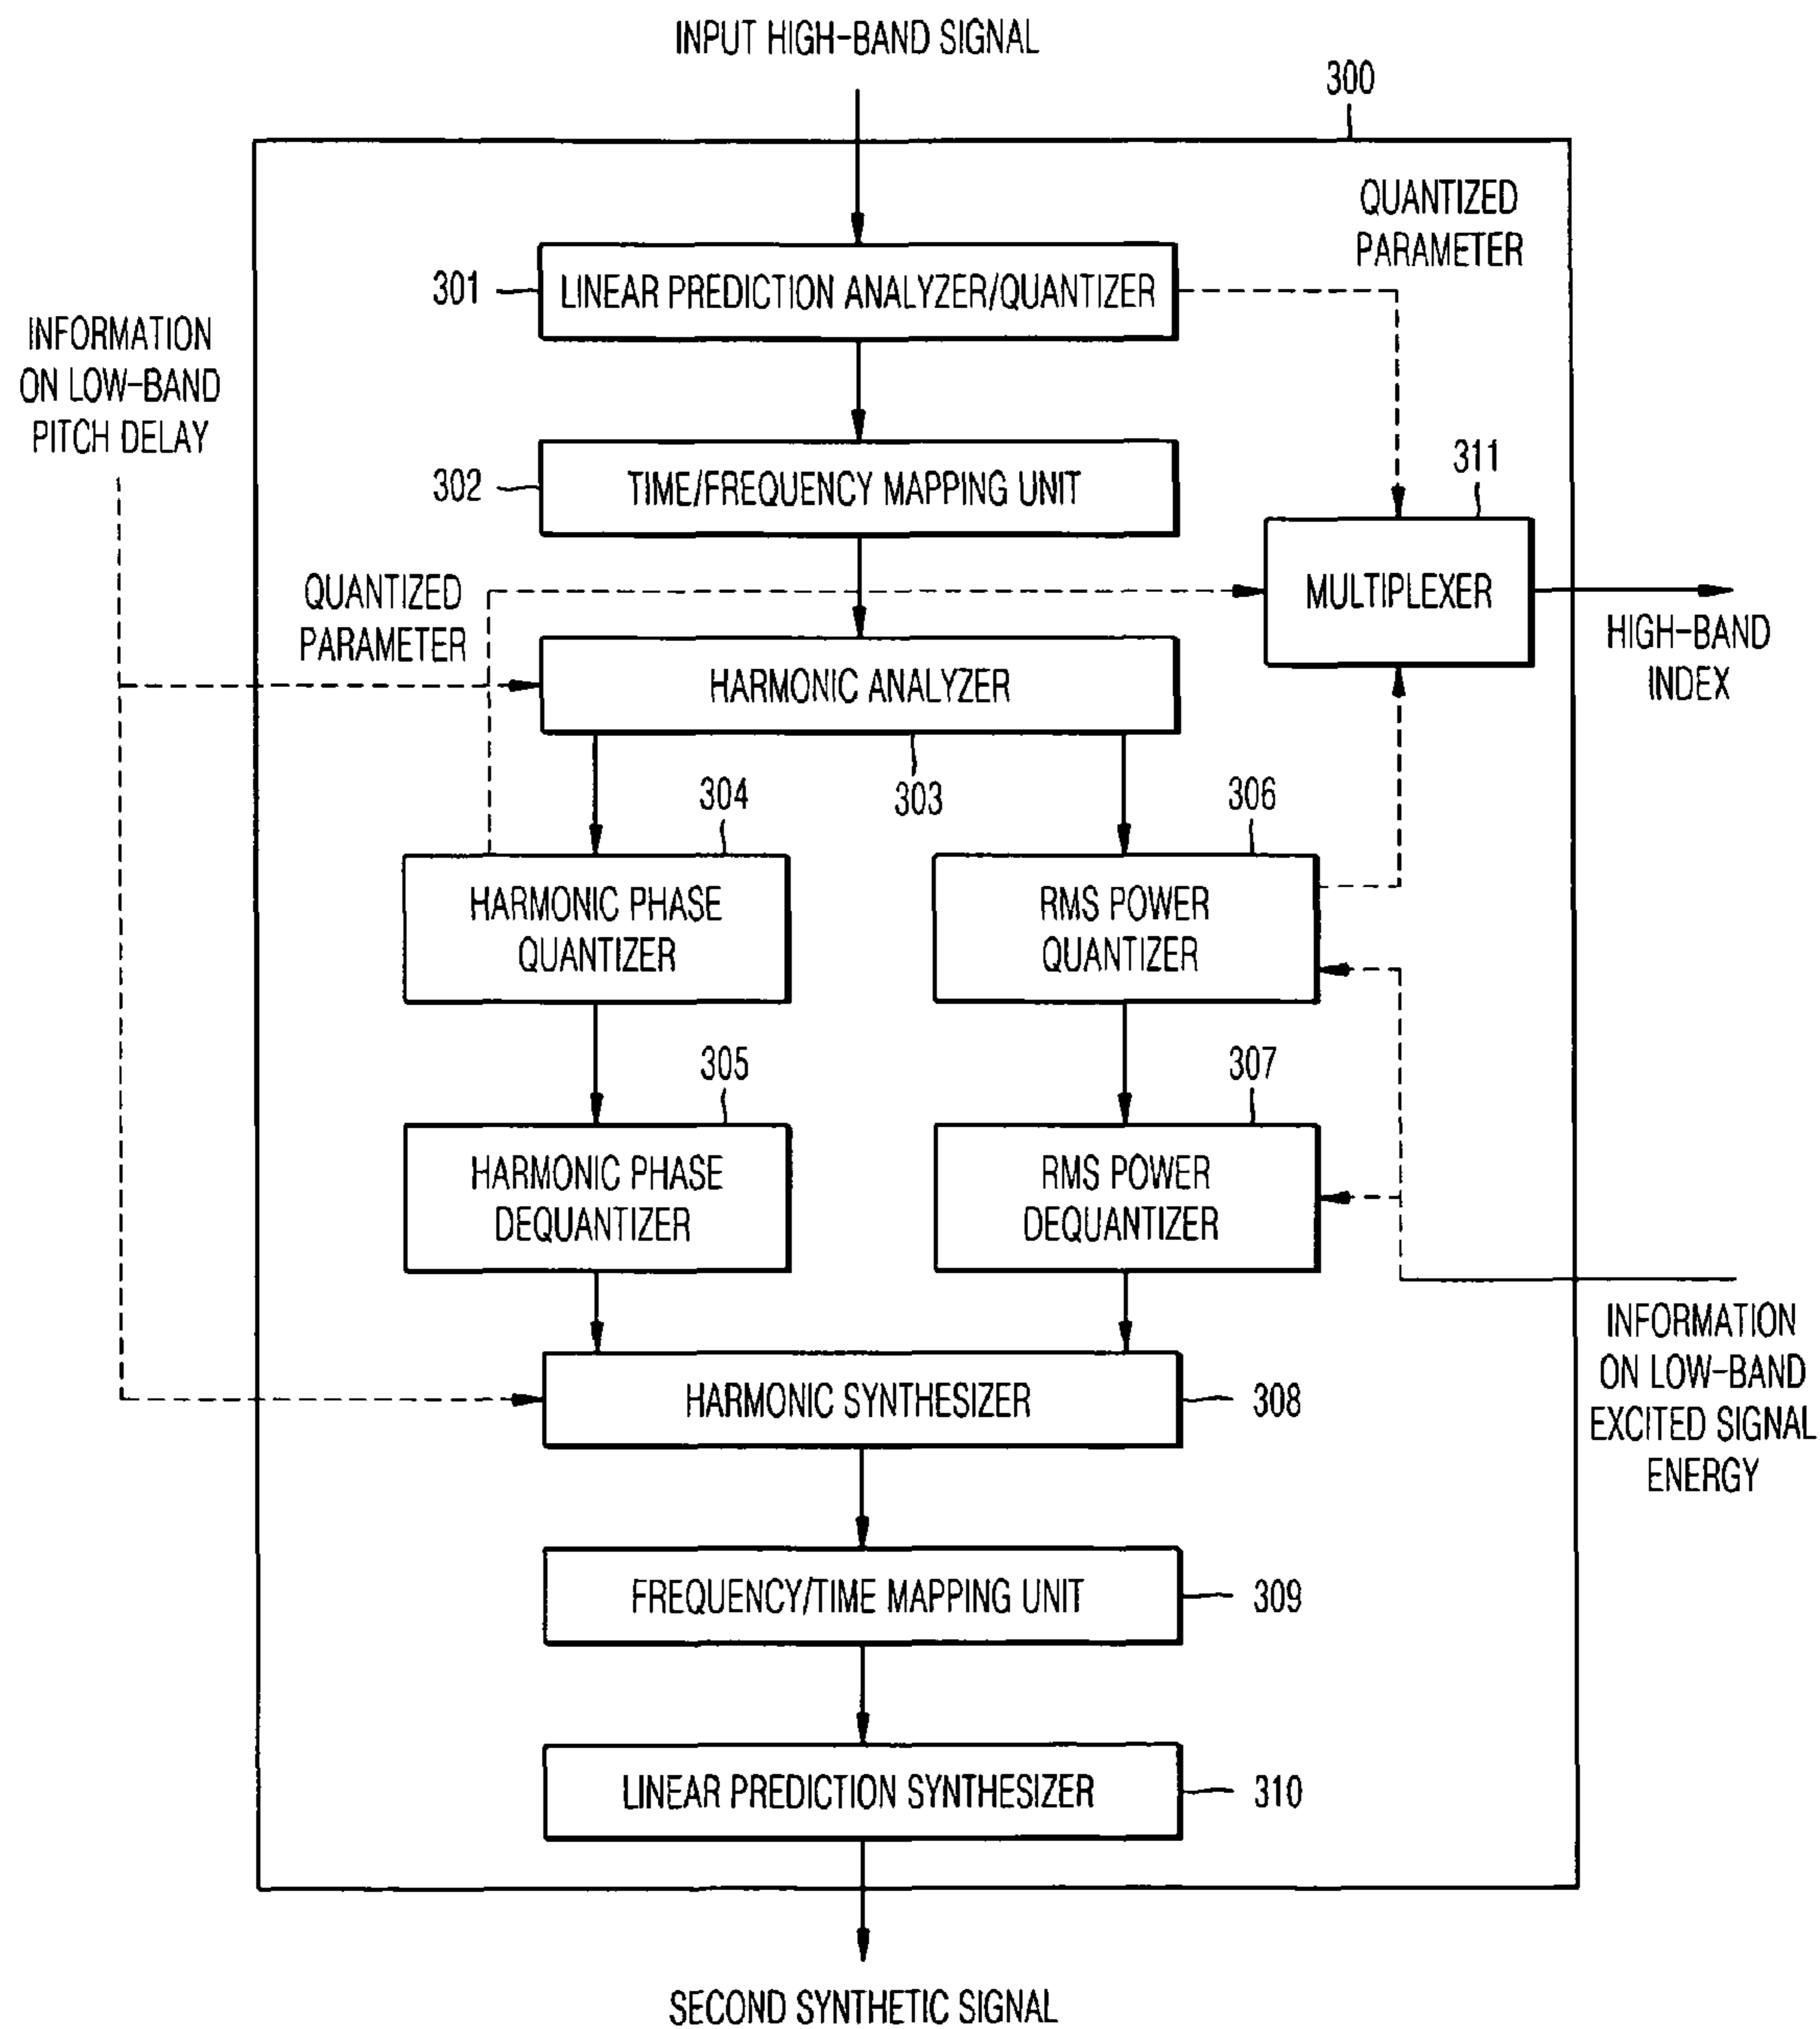 INPUT HIGH-BAND SIGNAL
300
QUANTIZED
PARAMETER
301
LINEAR PREDICTION ANALYZER/QUANTIZER
INFORMATION
ON LOW-BAND
PITCH DELAY
302
TIME/FREQUENCY MAPPING UNIT
311
MULTIPLEXER
QUANTIZED
PARAMETER
HIGH-BAND
INDEX
HARMONIC ANALYZER
303
304
306
HARMONIC PHASE
QUANTIZER
RMS POWER
QUANTIZER
305
307
HARMONIC PHASE
DEQUANTIZER
RMS POWER
DEQUANTIZER
INFORMATION
ON LOW-BAND
EXCITED SIGNAL
ENERGY
HARMONIC SYNTHESIZER
308
FREQUENCY/TIME MAPPING UNIT
309
LINEAR PREDICTION SYNTHESIZER
310
SECOND SYNTHETIC SIGNAL